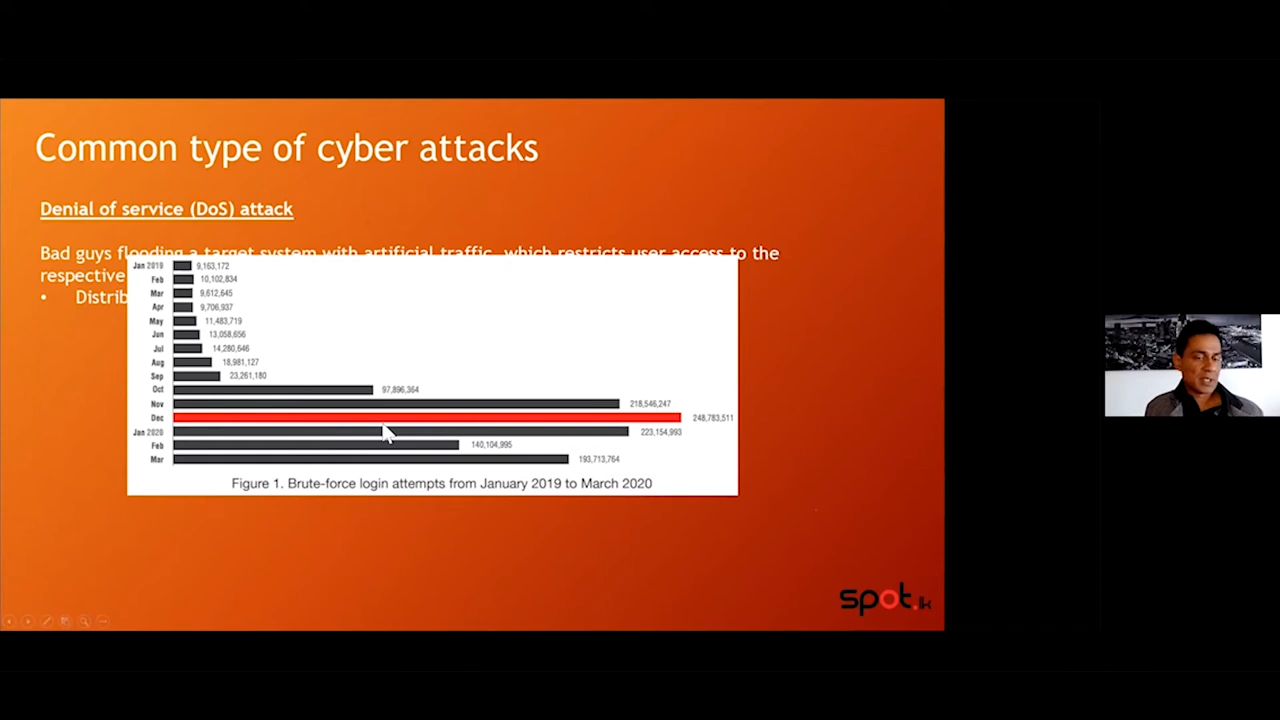 Common type of cyber attacks
Denial of service (DoS) attack
Bad guys flooding a target system with artificial traffic, which restricts user access to the
respective
• Distrib
Jan 2019 9,163,172
Feb 10,102,834
Mar 9,612,645
Apr 9,706,937
May 11,483,719
Jun 13,058,656
Jul 14,280,646
Aug 18,981,127
Sep 23,261,180
Oct 97,896,364
Nov 218,546,247
Dec 248,783,511
Jan 2020 223,154,993
Feb 140,104,995
Mar 193,713,764
Figure 1. Brute-force login attempts from January 2019 to March 2020
spot.lk